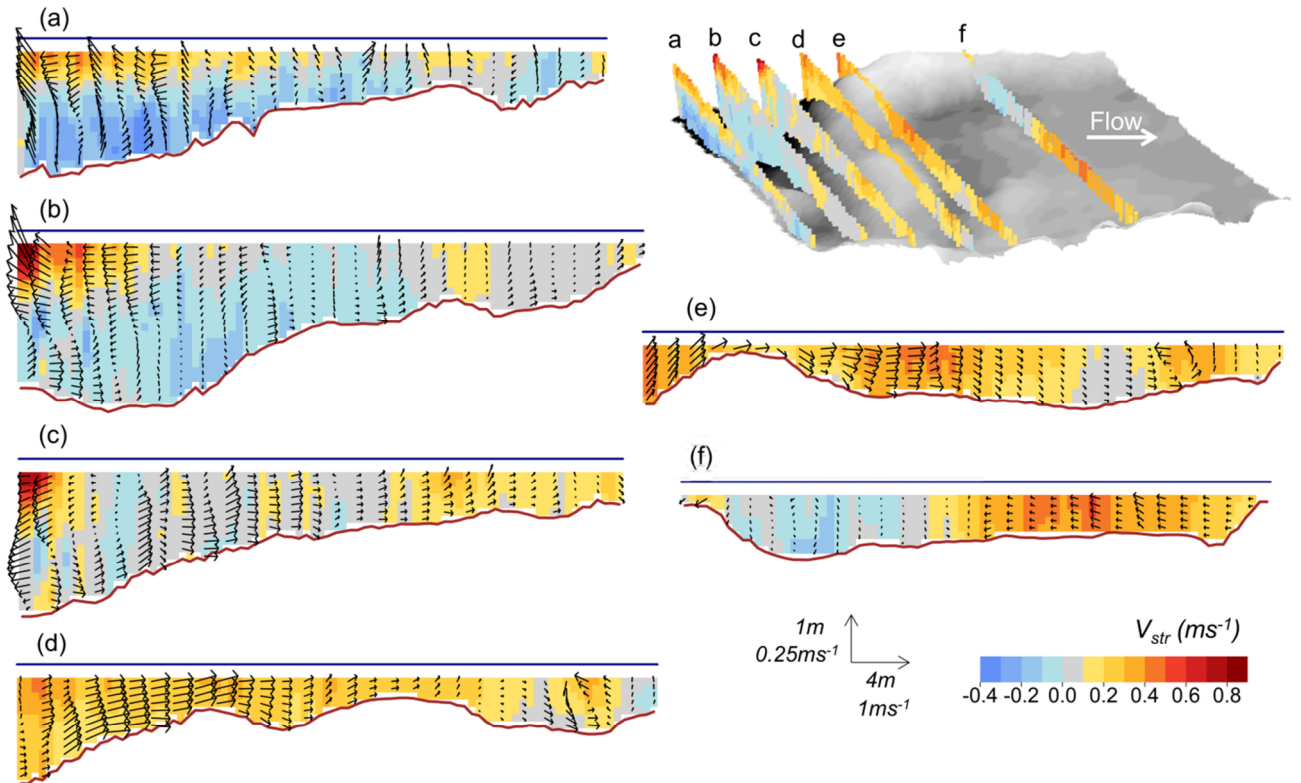 (a)
a
b
c
d
e
f
Flow
(b)
(e)
(c)
(f)
1m
0.25ms⁻¹
4m
1ms⁻¹
V_str (ms⁻¹)
-0.4 -0.2 0.0 0.2 0.4 0.6 0.8
(d)